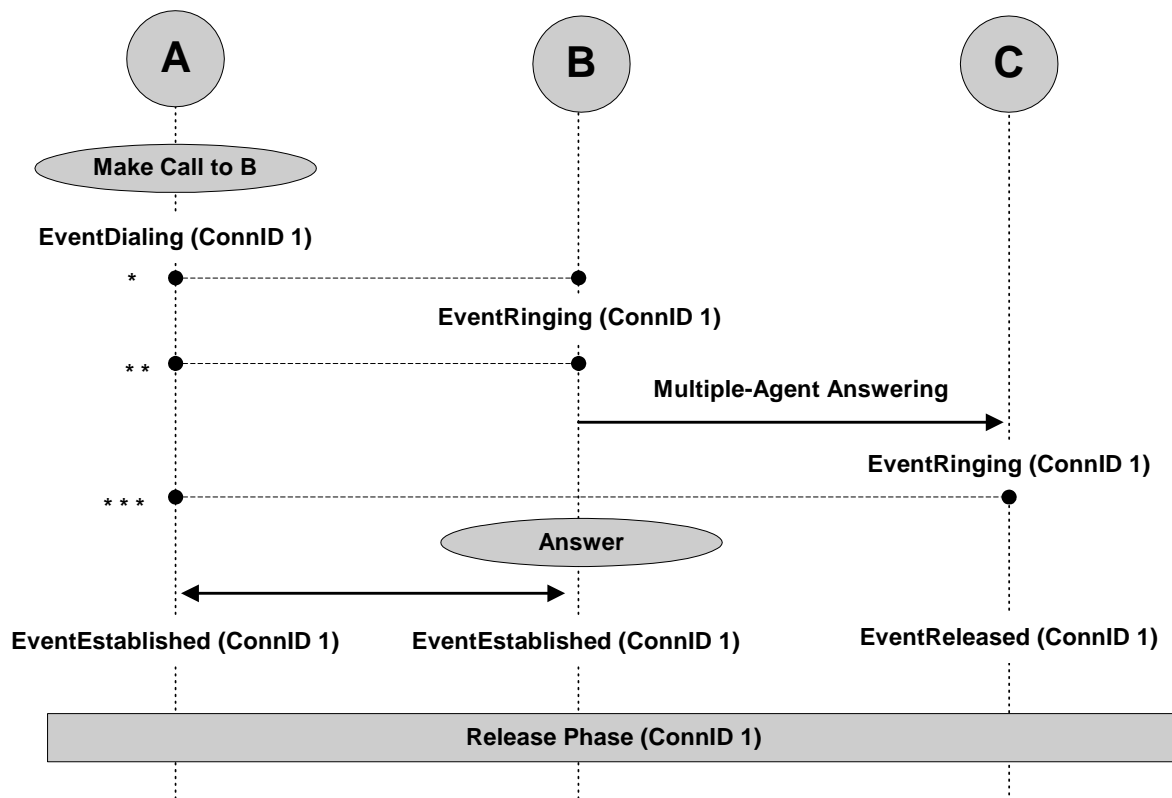 A
B
C
Make Call to B
EventDialing (ConnID 1)
*
EventRinging (ConnID 1)
* *
Multiple-Agent Answering
EventRinging (ConnID 1)
* * *
Answer
EventEstablished (ConnID 1)
EventEstablished (ConnID 1)
EventReleased (ConnID 1)
Release Phase (ConnID 1)